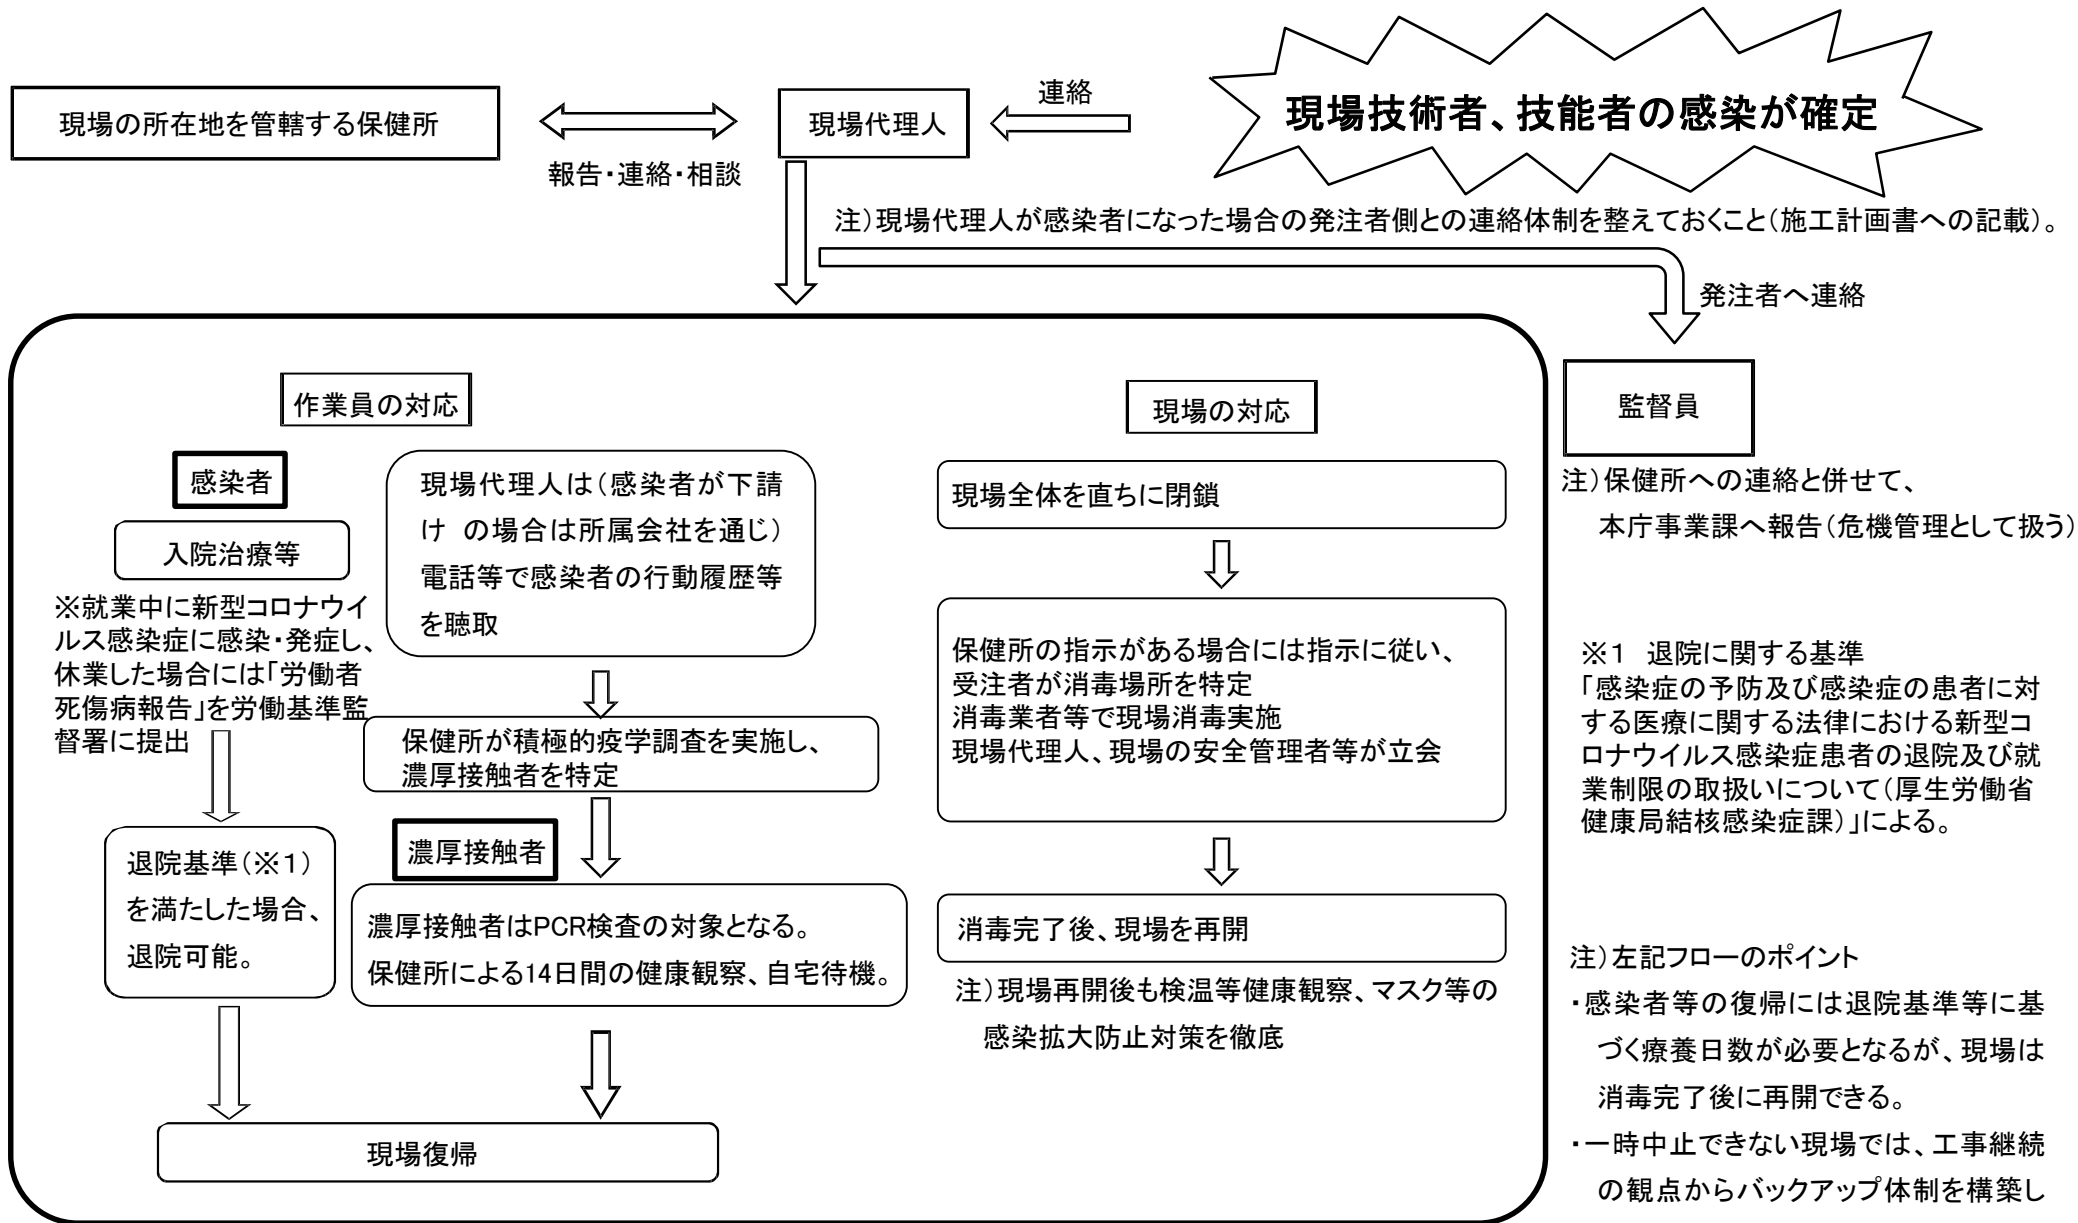 現場技術者、技能者の感染が確定
連絡
現場代理人
現場の所在地を管轄する保健所
報告・連絡・相談
注）現場代理人が感染者になった場合の発注者側との連絡体制を整えておくこと（施工計画書への記載）。
発注者へ連絡
監督員
注）保健所への連絡と併せて、
本庁事業課へ報告（危機管理として扱う）
作業員の対応
感染者
入院治療等
※就業中に新型コロナウイ
ルス感染症に感染・発症し、
休業した場合には「労働者
死傷病報告」を労働基準監
督署に提出
退院基準（※１）
を満たした場合、
退院可能。
現場代理人は（感染者が下請
け の場合は所属会社を通じ）
電話等で感染者の行動履歴等
を聴取
保健所が積極的疫学調査を実施し、
濃厚接触者を特定
濃厚接触者
濃厚接触者はPCR検査の対象となる。
保健所による14日間の健康観察、自宅待機。
現場復帰
現場の対応
現場全体を直ちに閉鎖
保健所の指示がある場合には指示に従い、
受注者が消毒場所を特定
消毒業者等で現場消毒実施
現場代理人、現場の安全管理者等が立会
消毒完了後、現場を再開
注）現場再開後も検温等健康観察、マスク等の
感染拡大防止対策を徹底
※１　退院に関する基準
「感染症の予防及び感染症の患者に対
する医療に関する法律における新型コ
ロナウイルス感染症患者の退院及び就
業制限の取扱いについて（厚生労働省
健康局結核感染症課）」による。
注）左記フローのポイント
・感染者等の復帰には退院基準等に基
づく療養日数が必要となるが、現場は
消毒完了後に再開できる。
・一時中止できない現場では、工事継続
の観点からバックアップ体制を構築し